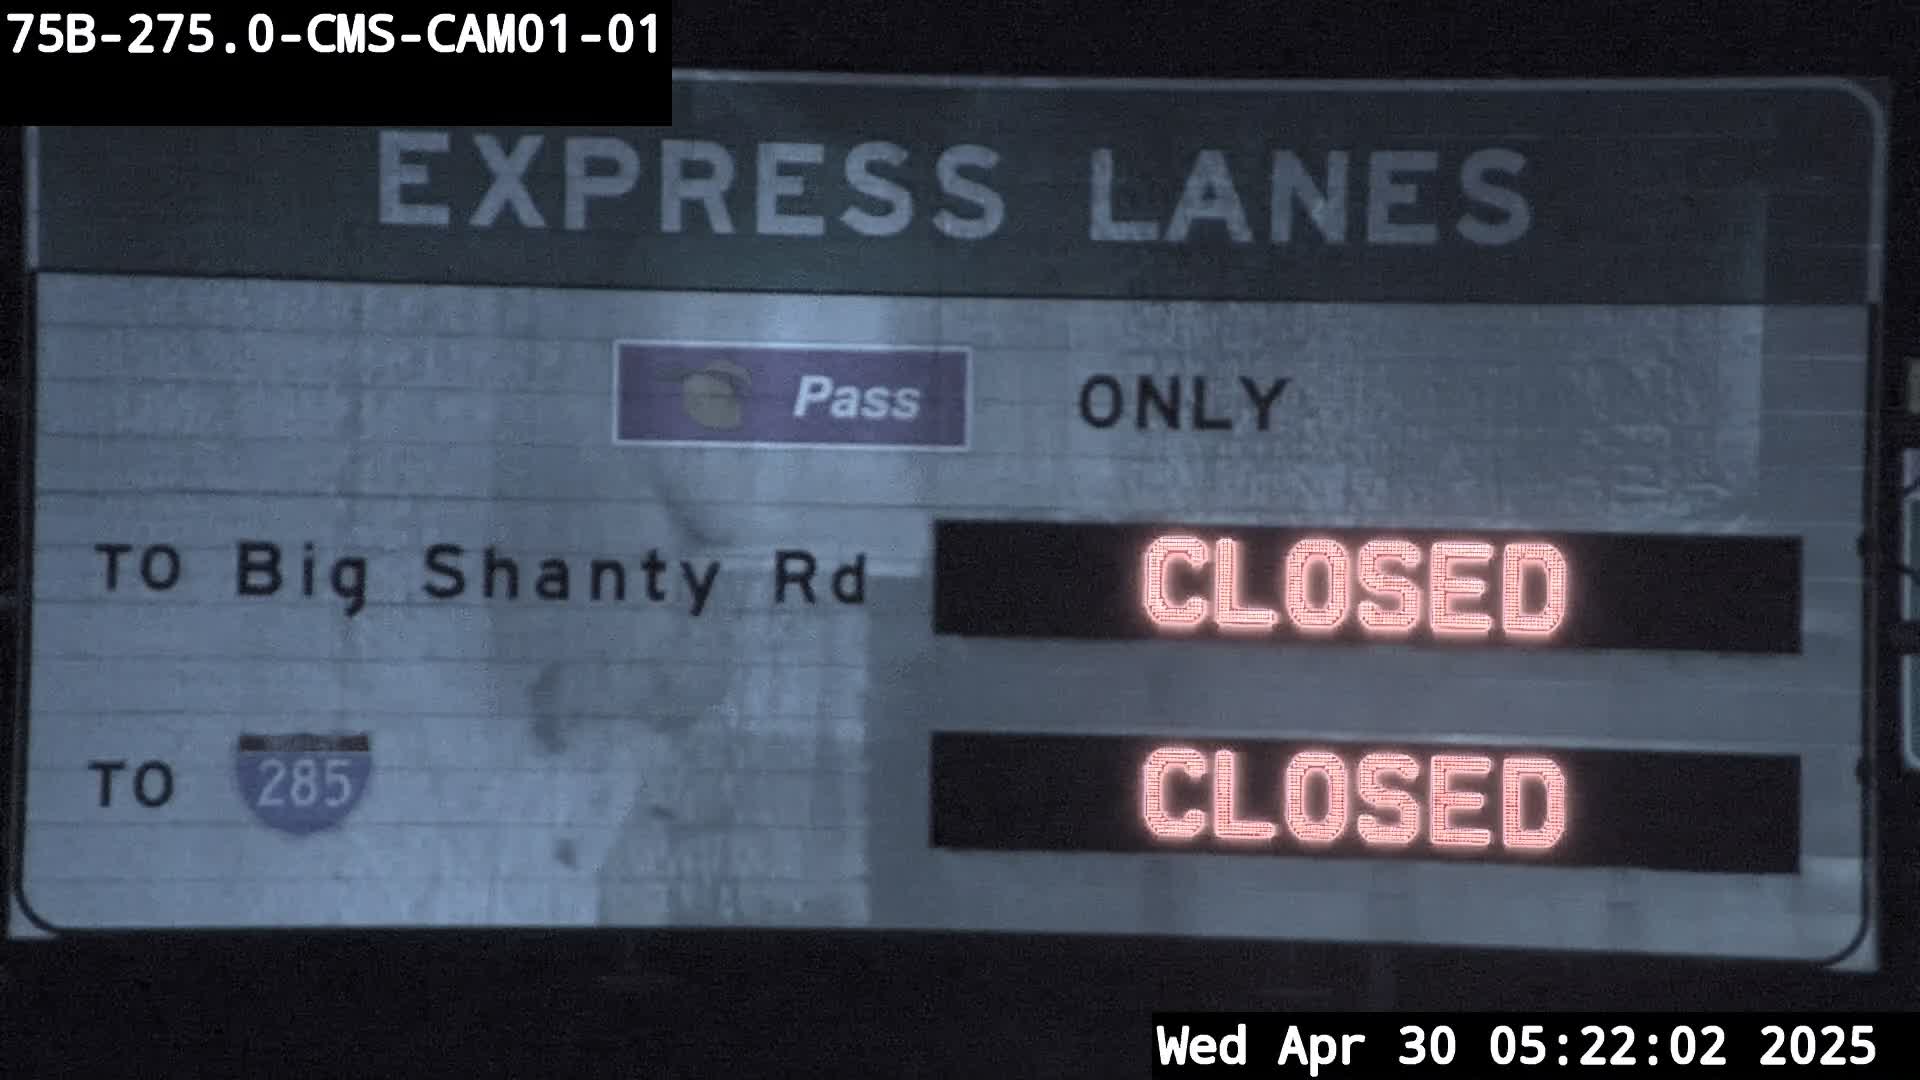 75B-275.0-CMS-CAM01-01
EXPRESS LANES
Pass ONLY
TO Big Shanty Rd CLOSED
TO 285 CLOSED
Wed Apr 30 05:22:02 2025